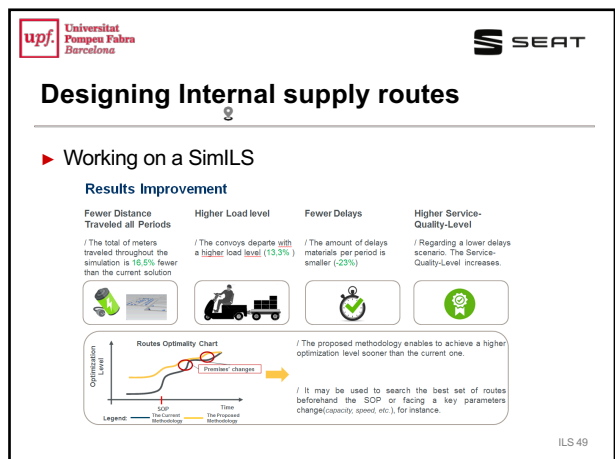 upf.
Universitat
Pompeu Fabra
Barcelona
SEAT
Designing Internal supply routes
► Working on a SimILS
Results Improvement
Fewer Distance
Traveled all Periods
/ The total of meters
traveled throughout the
simulation is 16,5% fewer
than the current solution
Higher Load level
/ The convoys departe with
a higher load level (13,3% )
Fewer Delays
/ The amount of delays
materials per period is
smaller (-23%)
Higher Service-
Quality-Level
/ Regarding a lower delays
scenario. The Service-
Quality-Level increases.
Routes Optimality Chart
Optimization
Level
Premises' changes
SOP
Time
Legend:
The Current
Methodology
The Proposed
Methodology
/ The proposed methodology enables to achieve a higher
optimization level sooner than the current one.
/ It may be used to search the best set of routes
beforehand the SOP or facing a key parameters
change(capacity, speed, etc.), for instance.
ILS 49